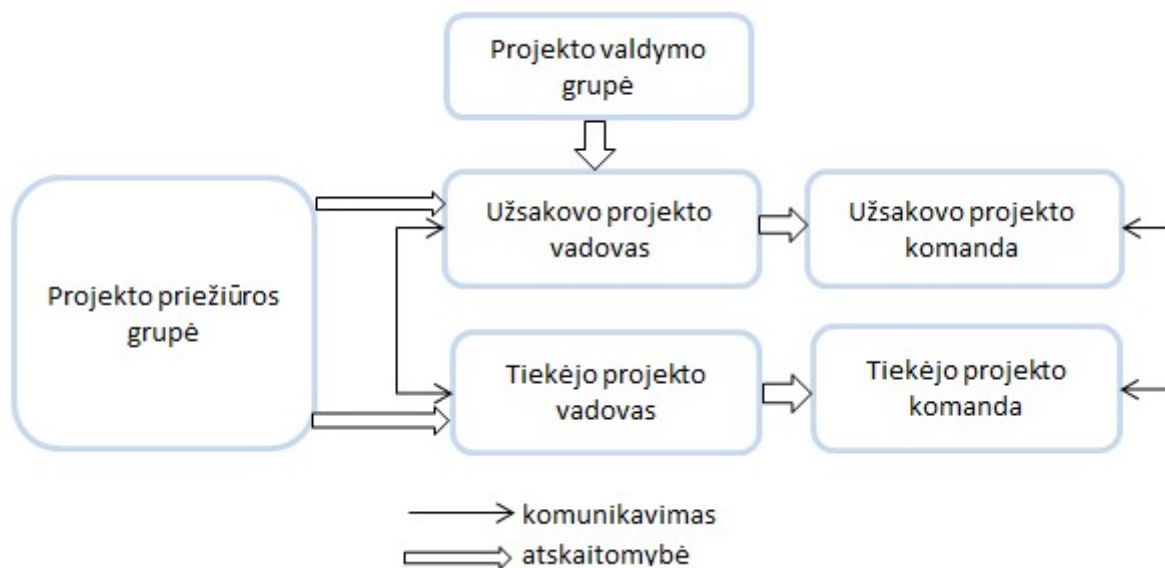 Projekto valdymo
grupė
Užsakovo projekto
vadovas
Užsakovo projekto
komanda
Projekto priežiūros
grupė
Tiekėjo projekto
vadovas
Tiekėjo projekto
komanda
komunikavimas
atskaitomybė